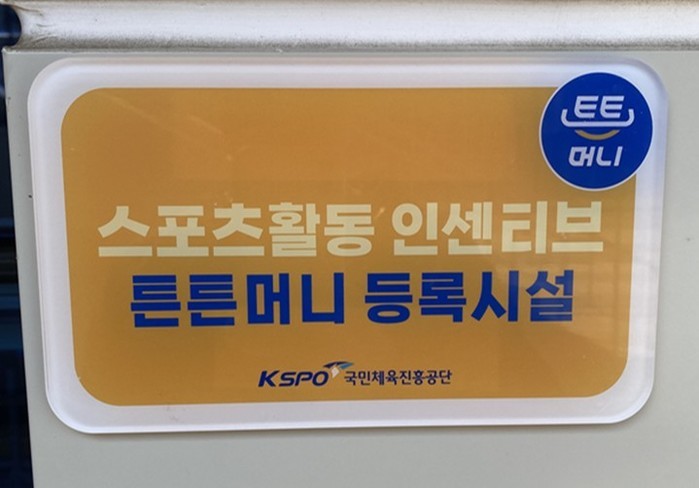 튼튼
머니
스포츠활동 인센티브
튼튼머니 등록시설
KSPO 국민체육진흥공단